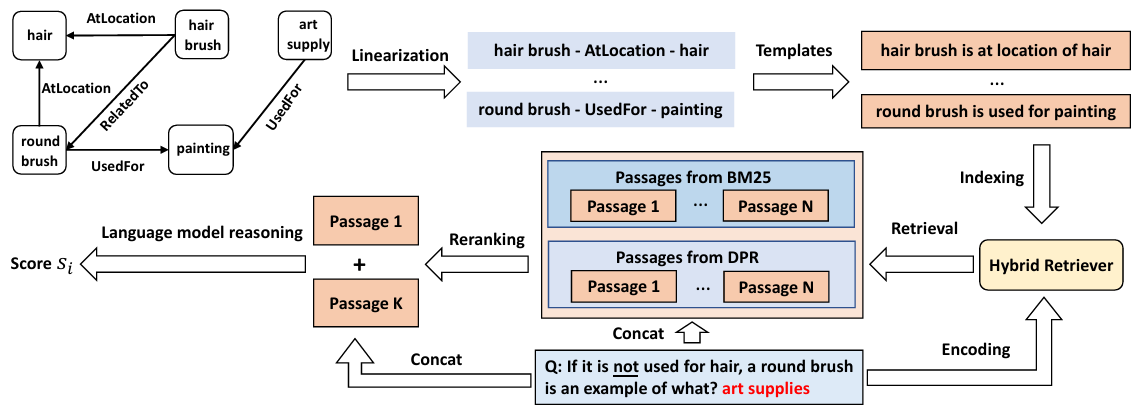 hair
AtLocation
hair
brush
art
supply
AtLocation
RelatedTo
UsedFor
round
brush
UsedFor
painting
Linearization
hair brush - AtLocation - hair
...
round brush - UsedFor - painting
Templates
hair brush is at location of hair
...
round brush is used for painting
Indexing
Hybrid Retriever
Retrieval
Passages from BM25
Passage 1 ... Passage N
Passages from DPR
Passage 1 ... Passage N
Reranking
Passage 1
+
Passage K
Language model reasoning
Score Sᵢ
Concat
Concat
Encoding
Q: If it is not used for hair, a round brush
is an example of what? art supplies